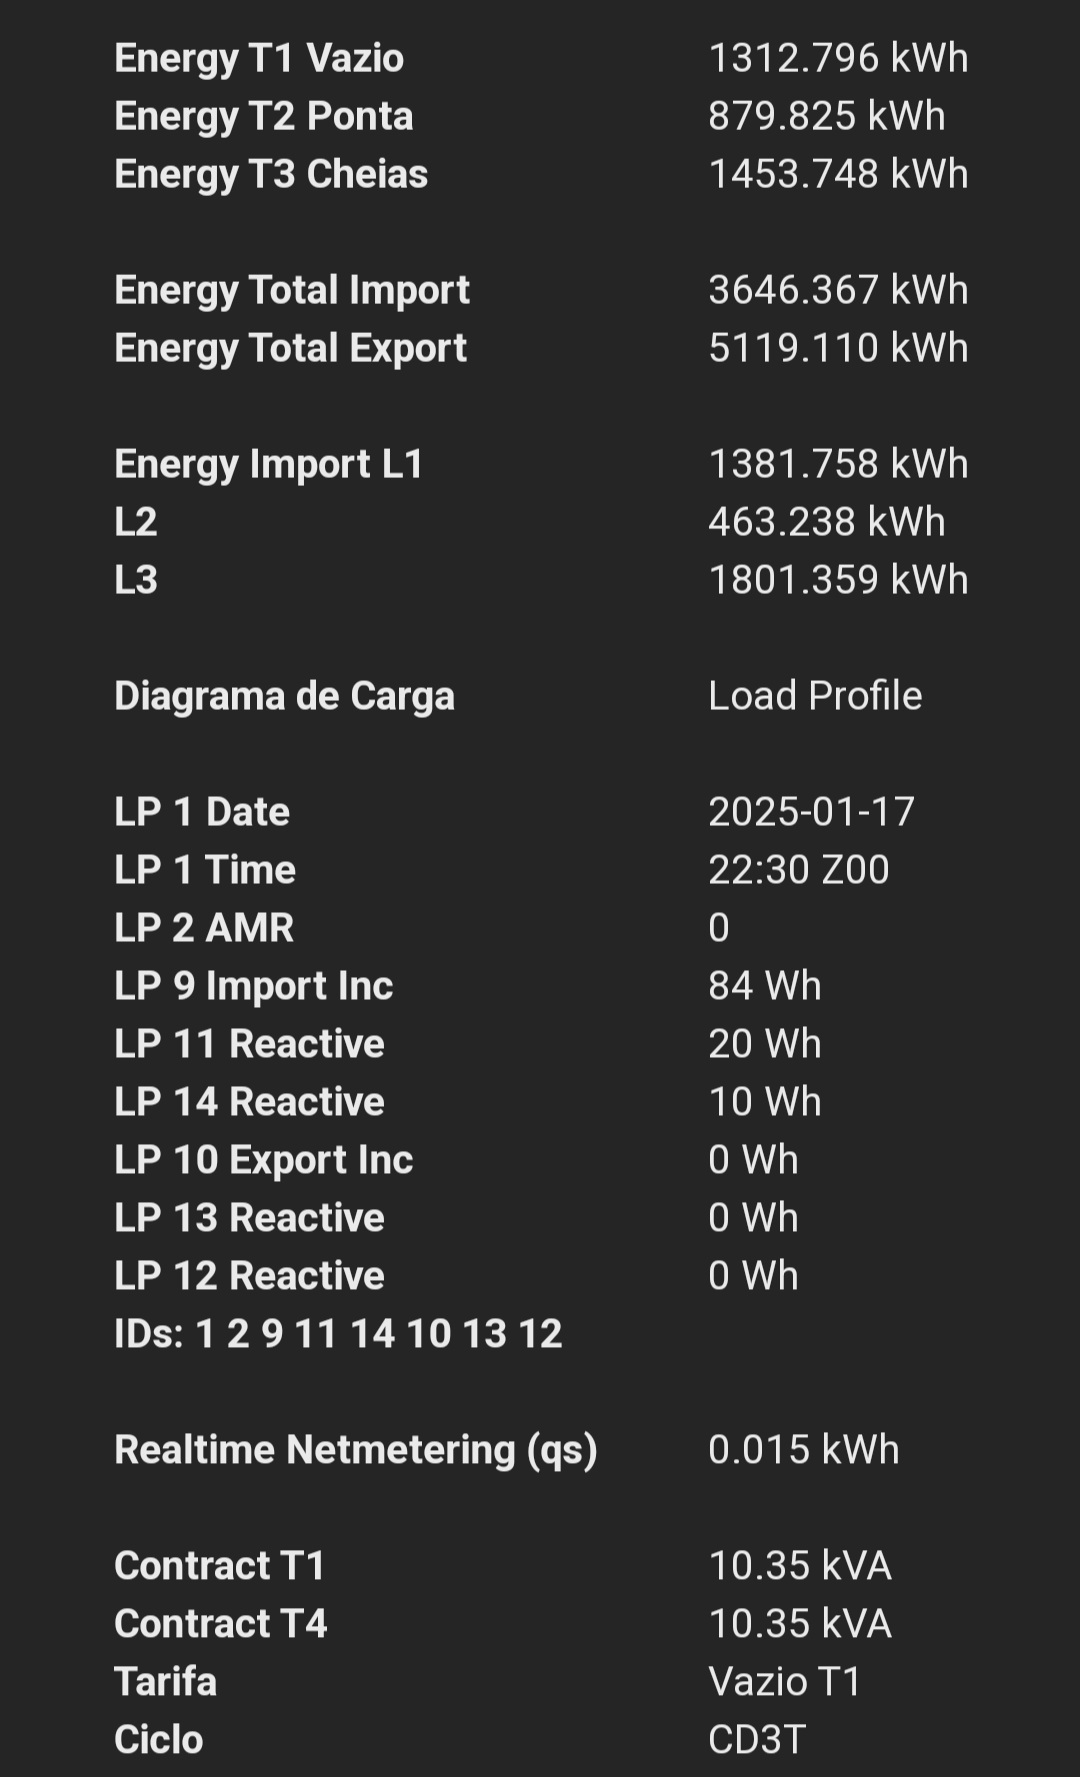 Energy T1 Vazio 1312.796 kWh
Energy T2 Ponta 879.825 kWh
Energy T3 Cheias 1453.748 kWh
Energy Total Import 3646.367 kWh
Energy Total Export 5119.110 kWh
Energy Import L1 1381.758 kWh
L2 463.238 kWh
L3 1801.359 kWh
Diagrama de Carga Load Profile
LP 1 Date 2025-01-17
LP 1 Time 22:30 Z00
LP 2 AMR 0
LP 9 Import Inc 84 Wh
LP 11 Reactive 20 Wh
LP 14 Reactive 10 Wh
LP 10 Export Inc 0 Wh
LP 13 Reactive 0 Wh
LP 12 Reactive 0 Wh
IDs: 1 2 9 11 14 10 13 12
Realtime Netmetering (qs) 0.015 kWh
Contract T1 10.35 kVA
Contract T4 10.35 kVA
Tarifa Vazio T1
Ciclo CD3T